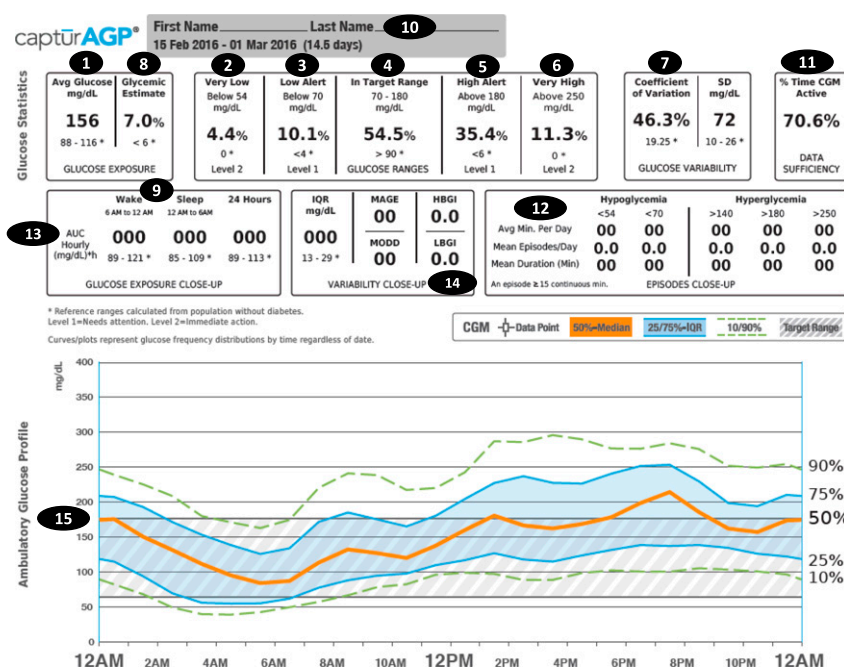 captūrAGP®
First Name Last Name 10
15 Feb 2016 - 01 Mar 2016 (14.5 days)
Glucose Statistics
1 8 2 3 4 5 6 7 11
Avg Glucose mg/dL
156
88 - 116 *
Glycemic Estimate
7.0%
< 6 *
GLUCOSE EXPOSURE
Very Low
Below 54 mg/dL
4.4%
0 *
Level 2
Low Alert
Below 70 mg/dL
10.1%
<4 *
Level 1
In Target Range
70 - 180 mg/dL
54.5%
> 90 *
GLUCOSE RANGES
High Alert
Above 180 mg/dL
35.4%
<6 *
Level 1
Very High
Above 250 mg/dL
11.3%
0 *
Level 2
Coefficient of Variation
46.3%
19.25 *
SD mg/dL
72
10 - 26 *
GLUCOSE VARIABILITY
% Time CGM Active
70.6%
DATA SUFFICIENCY
9
13
Wake Sleep 24 Hours
6 AM to 12 AM 12 AM to 6AM
AUC Hourly (mg/dL)*h
000 000 000
89 - 121 * 85 - 109 * 89 - 113 *
GLUCOSE EXPOSURE CLOSE-UP
IQR mg/dL
000
13 - 29 *
MAGE
00
MODD
00
HBGI
0.0
LBGI
0.0
VARIABILITY CLOSE-UP 14
12
Hypoglycemia Hyperglycemia
<54 <70 >140 >180 >250
Avg Min. Per Day 00 00 00 00 00
Mean Episodes/Day 0.0 0.0 0.0 0.0 0.0
Mean Duration (Min) 00 00 00 00 00
An episode ≥ 15 continuous min. EPISODES CLOSE-UP
* Reference ranges calculated from population without diabetes.
Level 1=Needs attention. Level 2=Immediate action.
Curves/plots represent glucose frequency distributions by time regardless of date.
CGM Data Point 50%=Median 25/75%=IQR 10/90% Target Range
Ambulatory Glucose Profile
mg/dL
400
350
300
250
200
150
100
50
0
15
90%
75%
50%
25%
10%
12AM 2AM 4AM 6AM 8AM 10AM 12PM 2PM 4PM 6PM 8PM 10PM 12AM